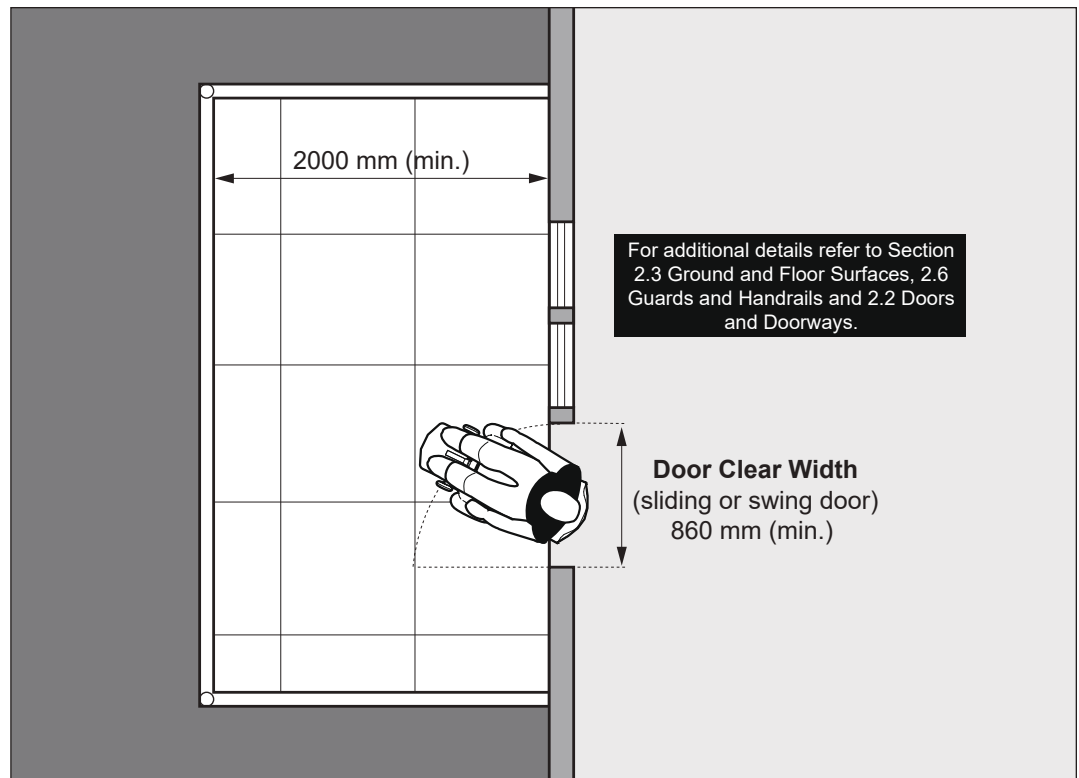 2000 mm (min.)
For additional details refer to Section
2.3 Ground and Floor Surfaces, 2.6
Guards and Handrails and 2.2 Doors
and Doorways.
Door Clear Width
(sliding or swing door)
860 mm (min.)